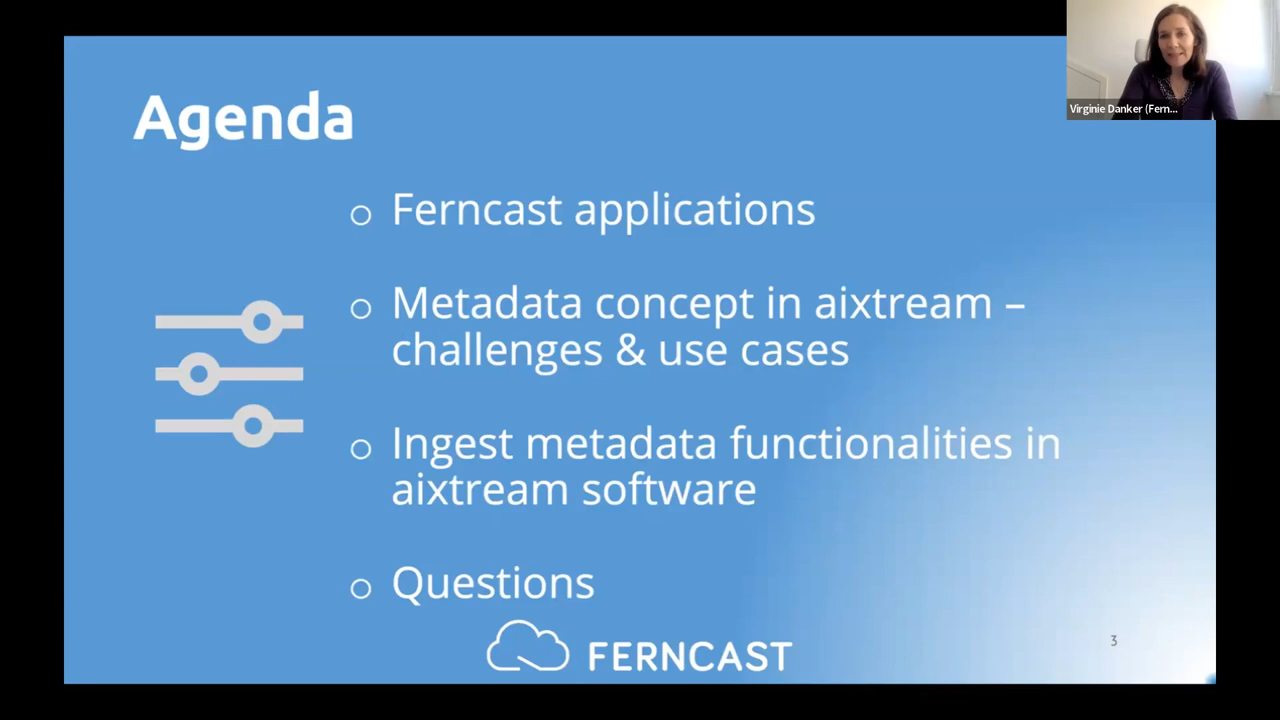 Agenda
Virginie Danker (Fern...
○ Ferncast applications
○ Metadata concept in aixtream –
challenges & use cases
○ Ingest metadata functionalities in
aixtream software
○ Questions
FERNCAST
3